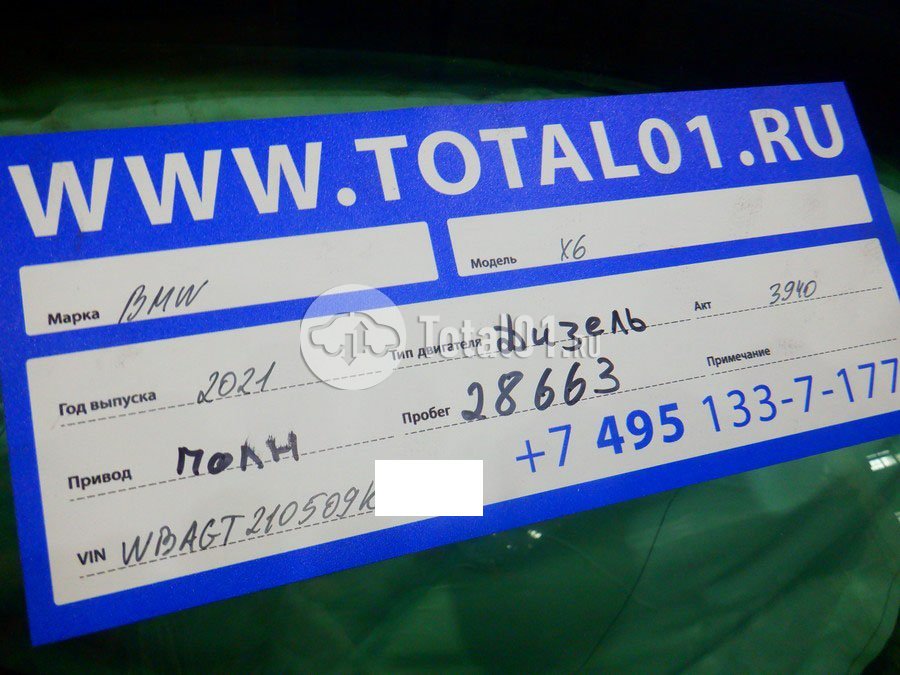 WWW.TOTAL01.RU
Марка BMW Модель X6
Год выпуска 2021 Тип двигателя Дизель Акт 3940
Привод полн Пробег 28663 Примечание
+7 495 133-7-177
VIN WBAGT210509K
Total01.ru